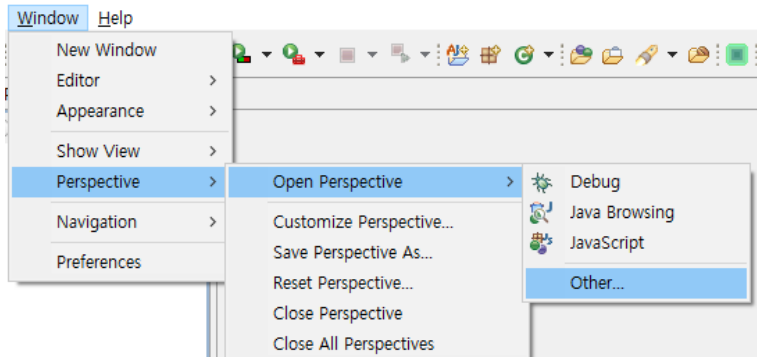 Window Help
New Window
Editor
Appearance
Show View
Perspective
Navigation
Preferences
Open Perspective
Customize Perspective...
Save Perspective As...
Reset Perspective...
Close Perspective
Close All Perspectives
Debug
Java Browsing
JavaScript
Other...